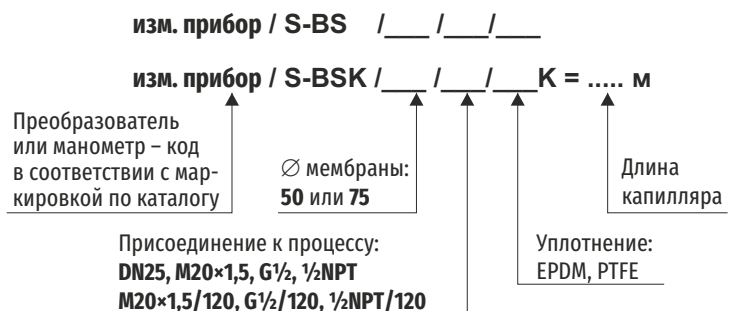 изм. прибор / S-BS /___ /___/___
изм. прибор / S-BSK /___ /___/___K = ..... м
Преобразователь
или манометр – код
в соответствии с мар-
кировкой по каталогу
∅ мембраны:
50 или 75
Длина
капилляра
Присоединение к процессу:
DN25, M20×1,5, G½, ½NPT
M20×1,5/120, G½/120, ½NPT/120
Уплотнение:
EPDM, PTFE